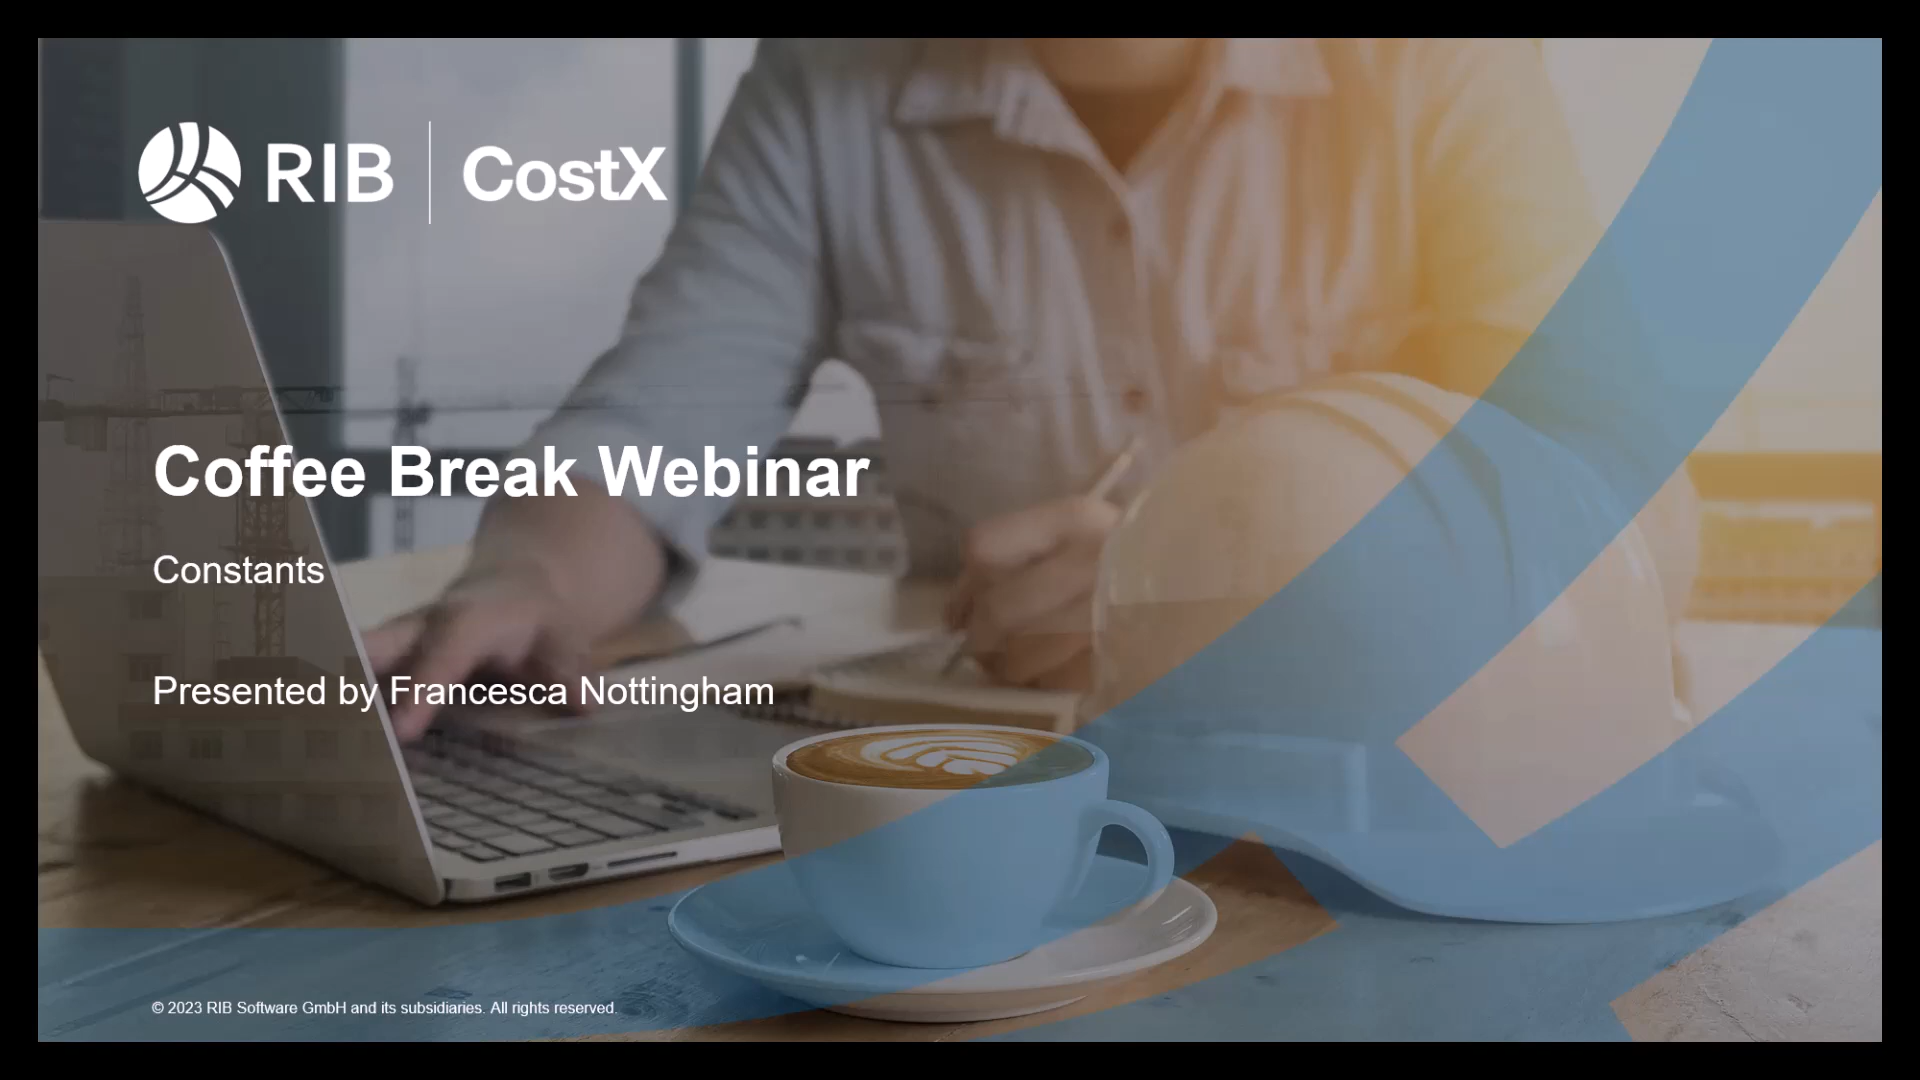 RIB | CostX
Coffee Break Webinar
Constants
Presented by Francesca Nottingham
© 2023 RIB Software GmbH and its subsidiaries. All rights reserved.